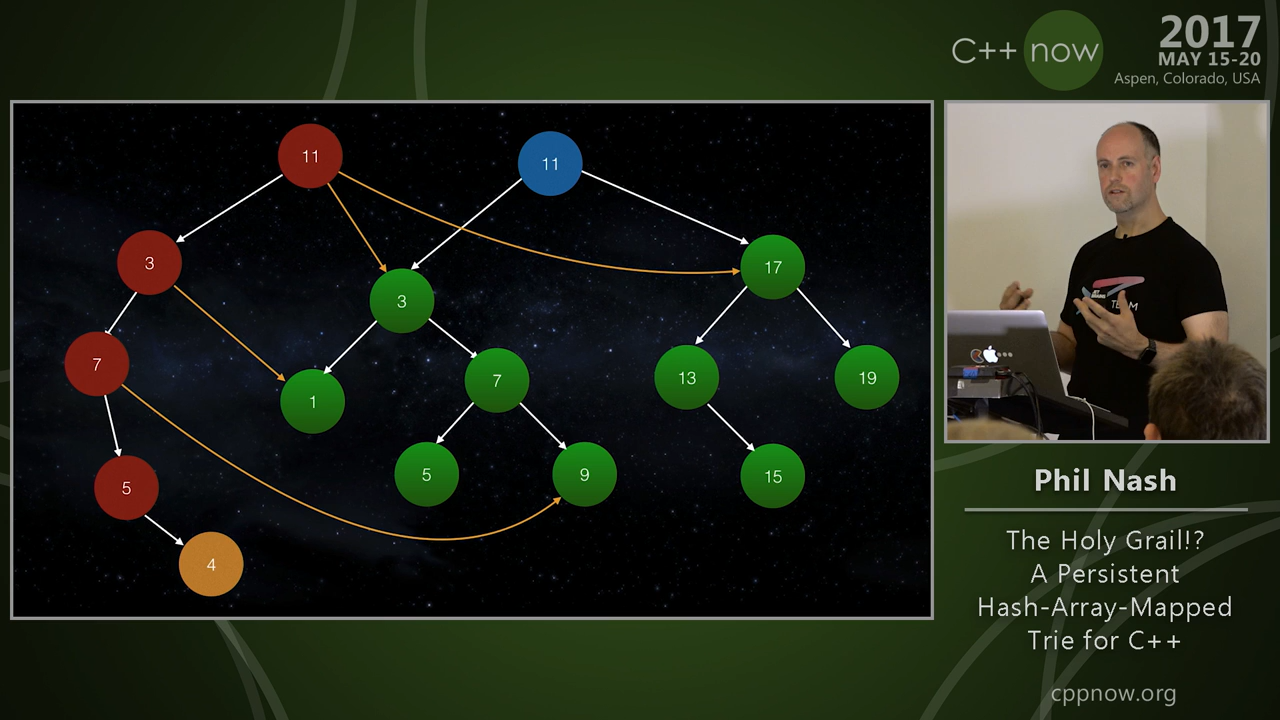 C++ now
2017
MAY 15-20
Aspen, Colorado, USA
11
11
3
17
3
7
13
19
7
1
5
9
15
5
4
TEAM
Phil Nash
The Holy Grail!?
A Persistent
Hash-Array-Mapped
Trie for C++
cppnow.org